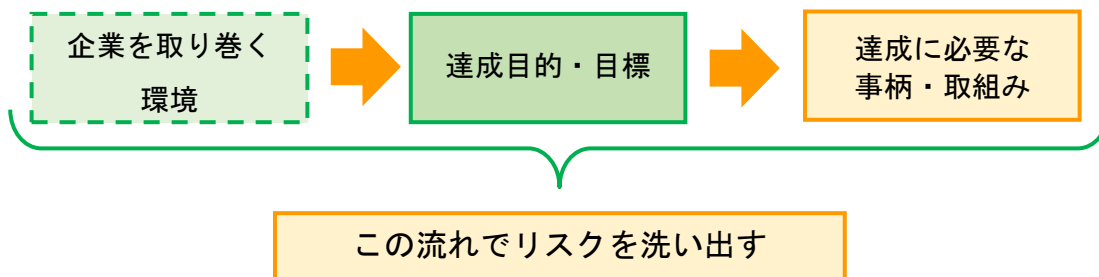 企業を取り巻く
環境
達成目的・目標
達成に必要な
事柄・取組み
この流れでリスクを洗い出す